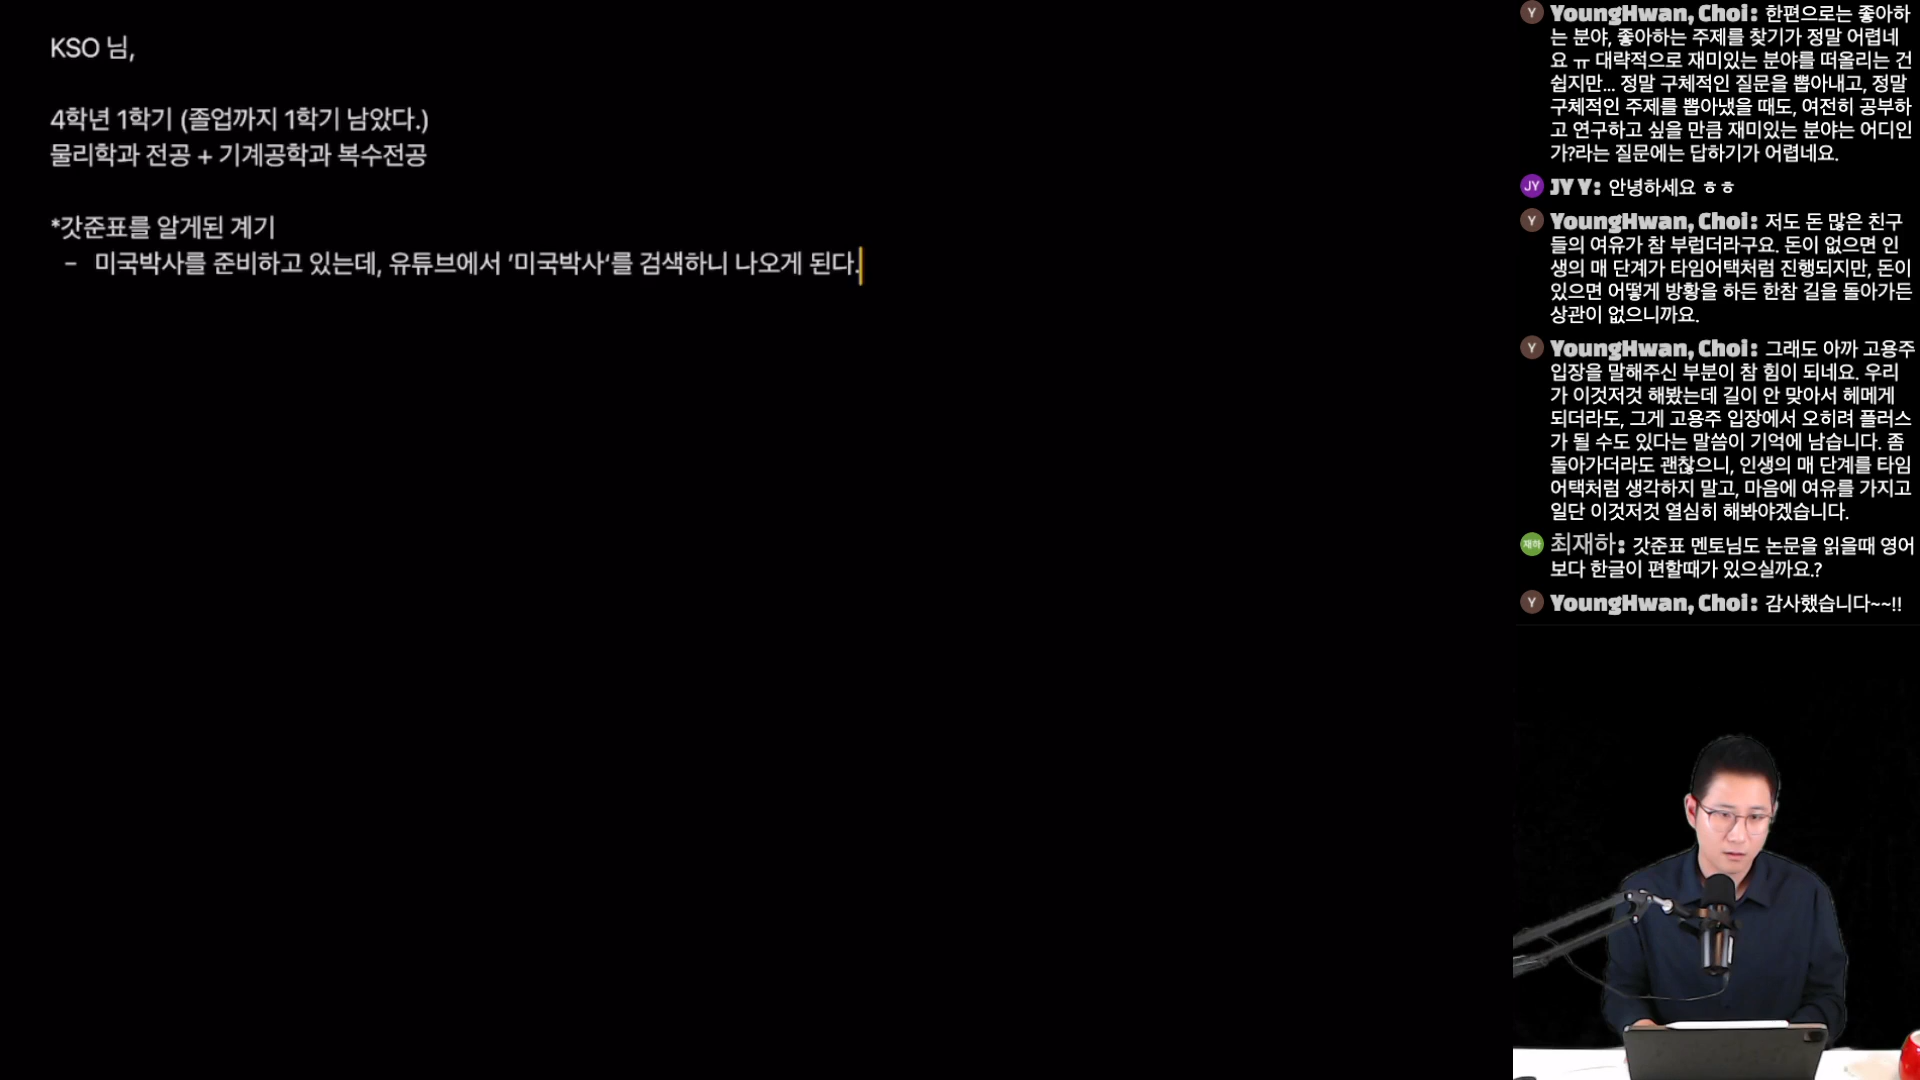 KSO 님,
4학년 1학기 (졸업까지 1학기 남았다.)
물리학과 전공 + 기계공학과 복수전공
*갓준표를 알게된 계기
- 미국박사를 준비하고 있는데, 유튜브에서 '미국박사'를 검색하니 나오게 된다.
Y YoungHwan, Choi: 한편으로는 좋아하
는 분야, 좋아하는 주제를 찾기가 정말 어렵네
요 ㅠ 대략적으로 재미있는 분야를 떠올리는 건
쉽지만... 정말 구체적인 질문을 뽑아내고, 정말
구체적인 주제를 뽑아냈을 때도, 여전히 공부하
고 연구하고 싶을 만큼 재미있는 분야는 어디인
가?라는 질문에는 답하기가 어렵네요.
JY JY Y: 안녕하세요 ㅎㅎ
Y YoungHwan, Choi: 저도 돈 많은 친구
들의 여유가 참 부럽더라구요. 돈이 없으면 인
생의 매 단계가 타임어택처럼 진행되지만, 돈이
있으면 어떻게 방황을 하든 한참 길을 돌아가든
상관이 없으니까요.
Y YoungHwan, Choi: 그래도 아까 고용주
입장을 말해주신 부분이 참 힘이 되네요. 우리
가 이것저것 해봤는데 길이 안 맞아서 헤메게
되더라도, 그게 고용주 입장에서 오히려 플러스
가 될 수도 있다는 말씀이 기억에 남습니다. 좀
돌아가더라도 괜찮으니, 인생의 매 단계를 타임
어택처럼 생각하지 말고, 마음에 여유를 가지고
일단 이것저것 열심히 해봐야겠습니다.
재하 최재하: 갓준표 멘토님도 논문을 읽을때 영어
보다 한글이 편할때가 있으실까요.?
Y YoungHwan, Choi: 감사했습니다~~!!